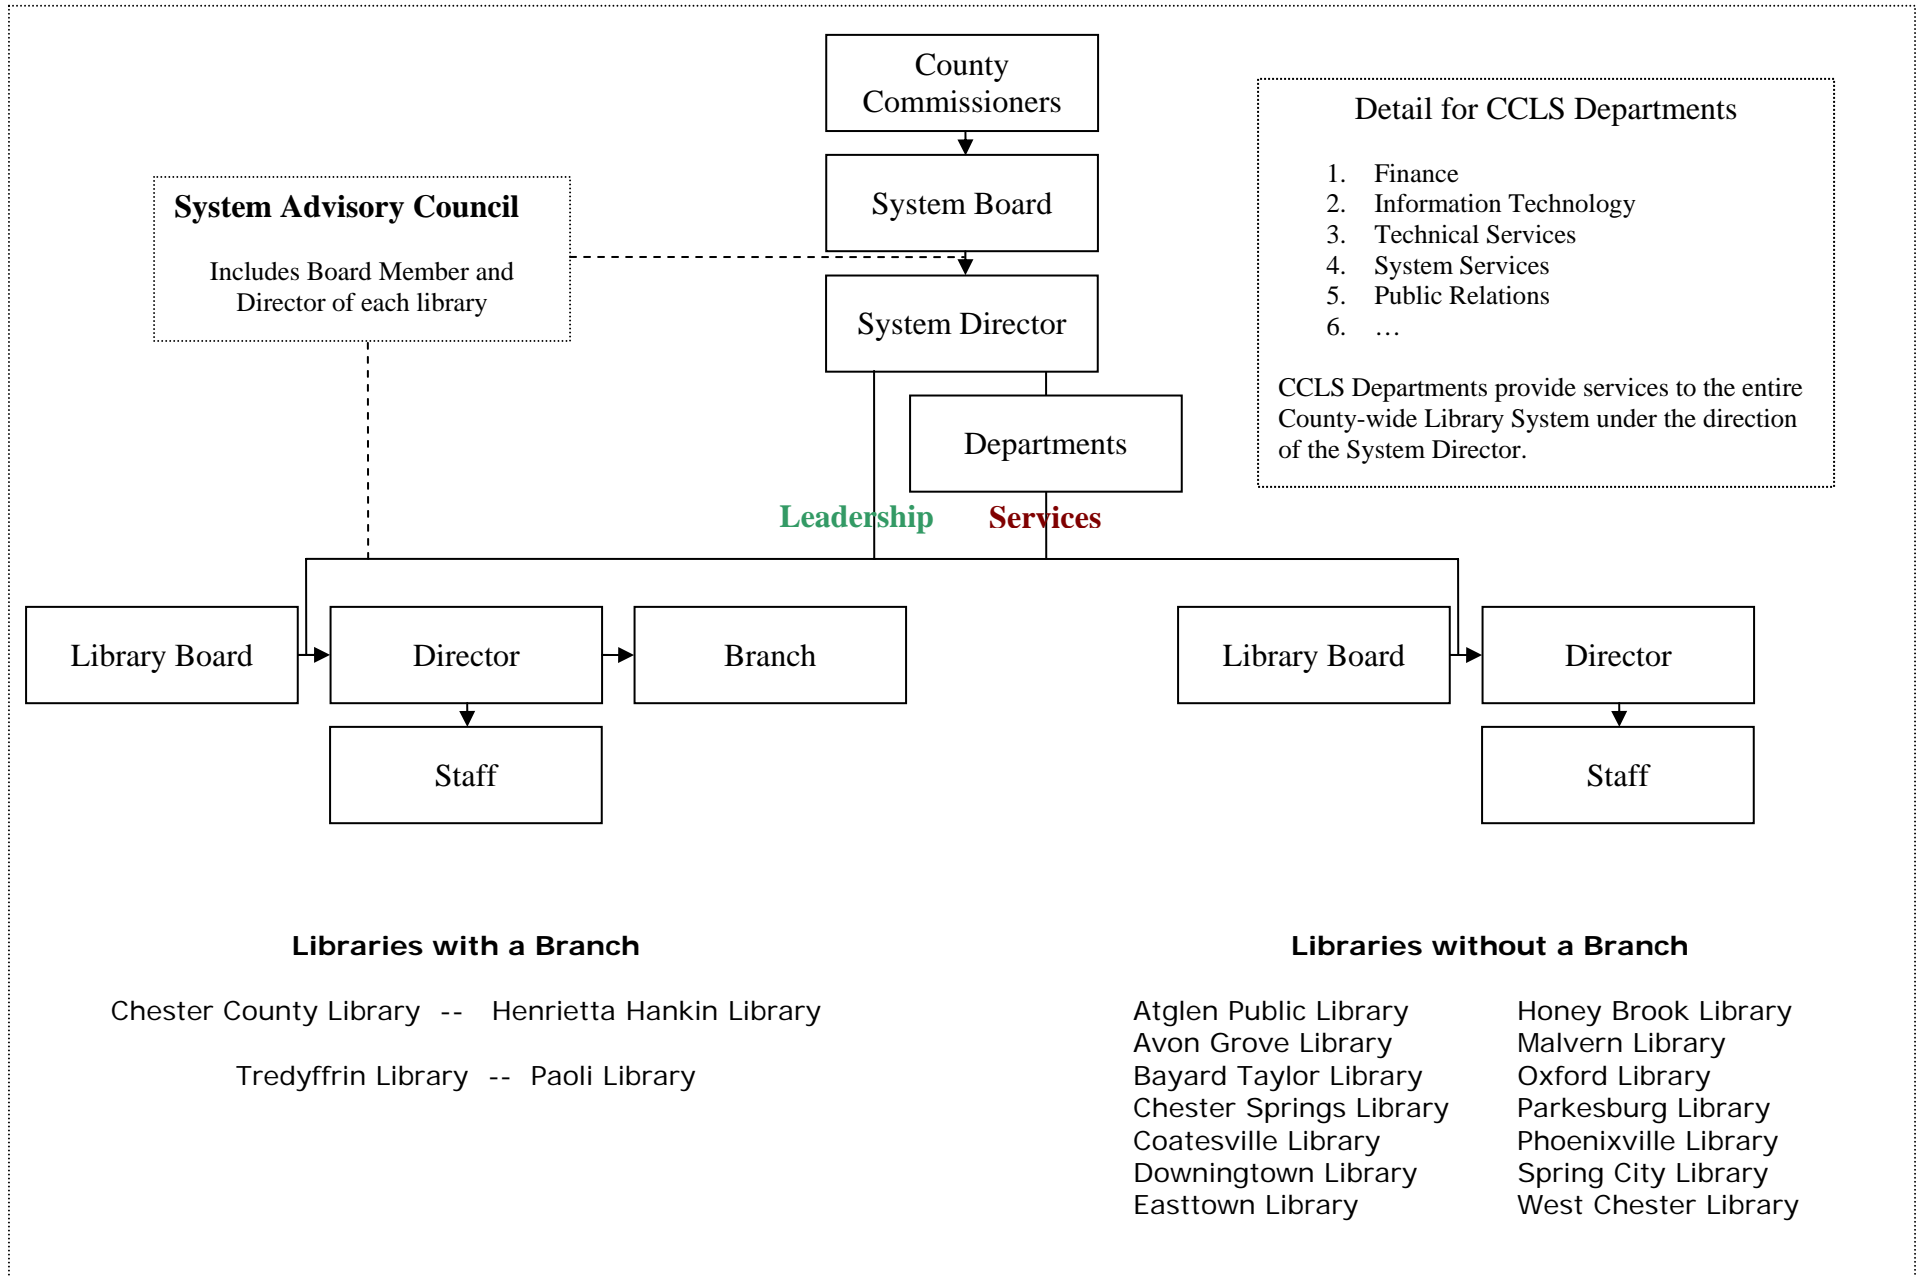 County
Commissioners
System Board
System Advisory Council
Includes Board Member and
Director of each library
System Director
Departments
Detail for CCLS Departments
1. Finance
2. Information Technology
3. Technical Services
4. System Services
5. Public Relations
6. …
CCLS Departments provide services to the entire
County-wide Library System under the direction
of the System Director.
Leadership
Services
Library Board
Director
Branch
Staff
Library Board
Director
Staff
Libraries with a Branch
Chester County Library -- Henrietta Hankin Library
Tredyffrin Library -- Paoli Library
Libraries without a Branch
Atglen Public Library
Avon Grove Library
Bayard Taylor Library
Chester Springs Library
Coatesville Library
Downingtown Library
Easttown Library
Honey Brook Library
Malvern Library
Oxford Library
Parkesburg Library
Phoenixville Library
Spring City Library
West Chester Library